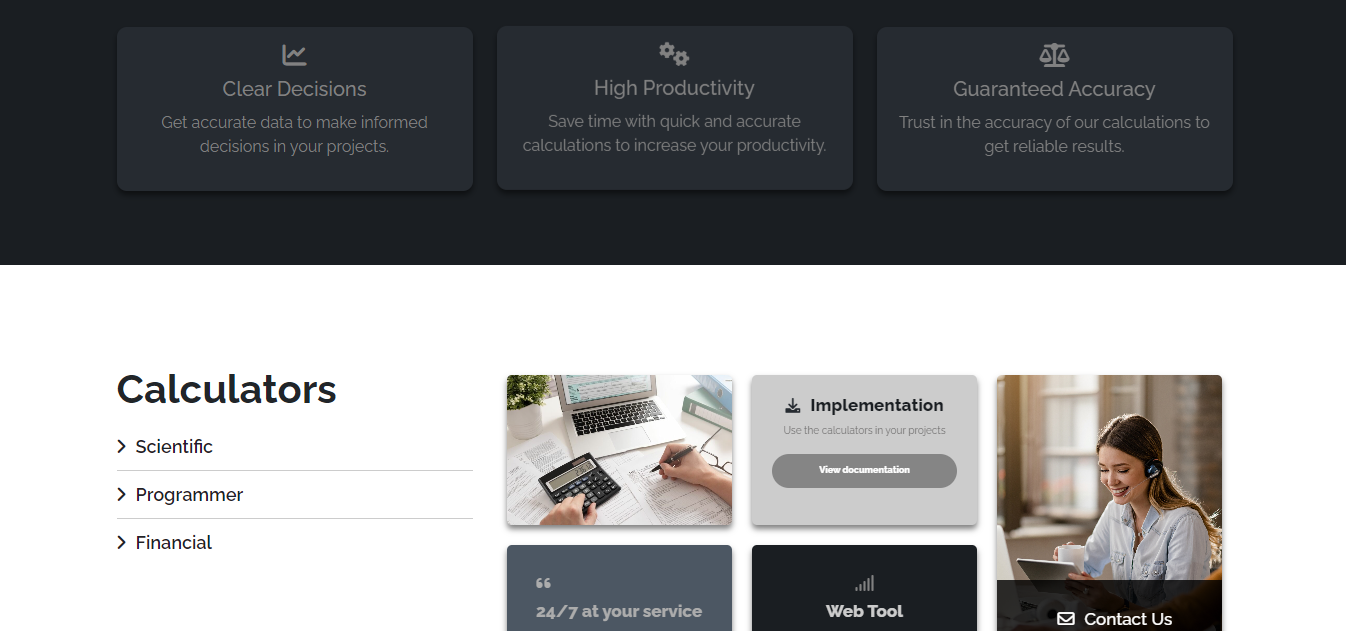 Clear Decisions
Get accurate data to make informed
decisions in your projects.
High Productivity
Save time with quick and accurate
calculations to increase your productivity.
Guaranteed Accuracy
Trust in the accuracy of our calculations to
get reliable results.
Calculators
Scientific
Programmer
Financial
Implementation
Use the calculators in your projects
View documentation
24/7 at your service
Web Tool
Contact Us